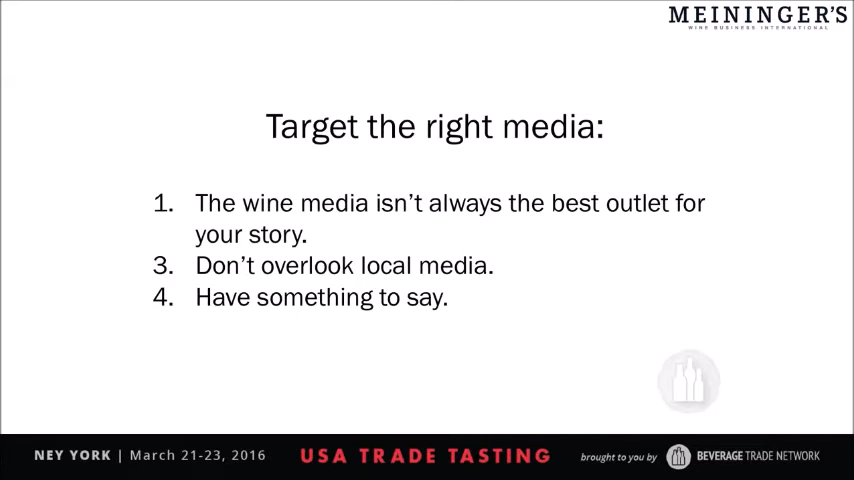 MEININGER'S
WINE BUSINESS INTERNATIONAL
Target the right media:
1. The wine media isn't always the best outlet for
your story.
3. Don't overlook local media.
4. Have something to say.
NEY YORK | March 21-23, 2016 USA TRADE TASTING brought to you by BEVERAGE TRADE NETWORK